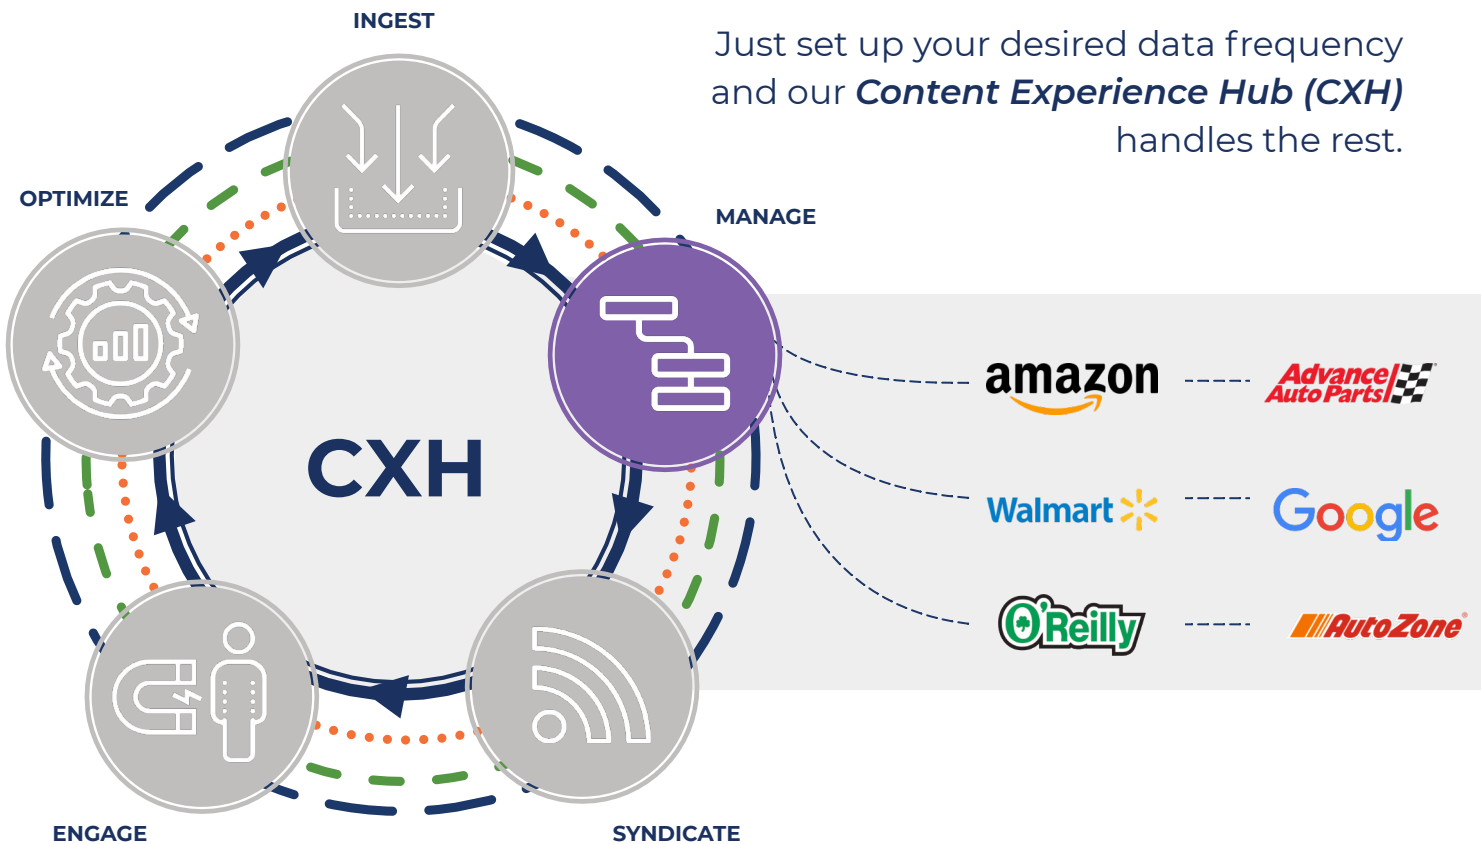 INGEST
Just set up your desired data frequency
and our Content Experience Hub (CXH)
handles the rest.
OPTIMIZE
MANAGE
CXH
amazon
Advance
Auto Parts
Walmart
Google
O'Reilly
AutoZone®
ENGAGE
SYNDICATE